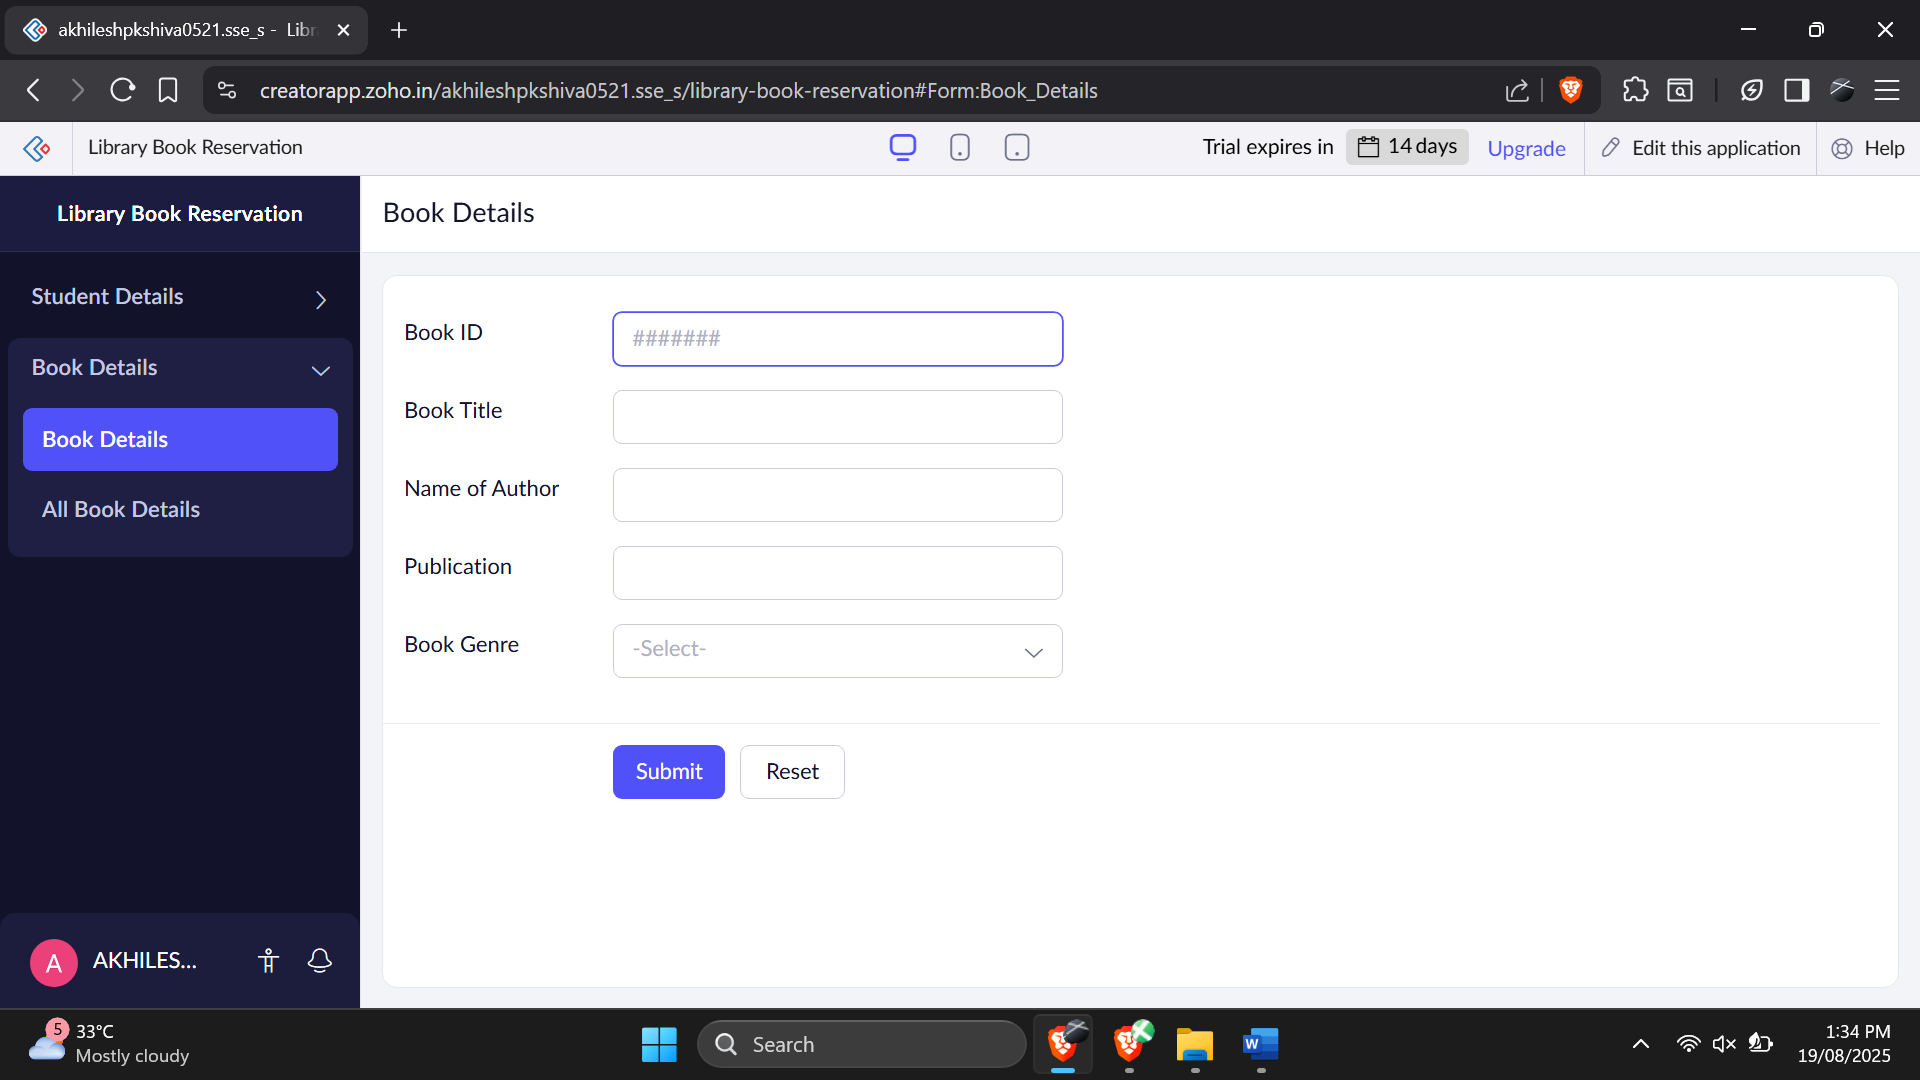 akhileshpkshiva0521.sse_s - Libr
creatorapp.zoho.in/akhileshpkshiva0521.sse_s/library-book-reservation#Form:Book_Details
Library Book Reservation
Trial expires in 14 days Upgrade Edit this application Help
Library Book Reservation
Student Details
Book Details
Book Details
All Book Details
AKHILES...
A
Book Details
Book ID #######
Book Title
Name of Author
Publication
Book Genre -Select-
Submit Reset
5 33°C
Mostly cloudy
Search
W
1:34 PM
19/08/2025